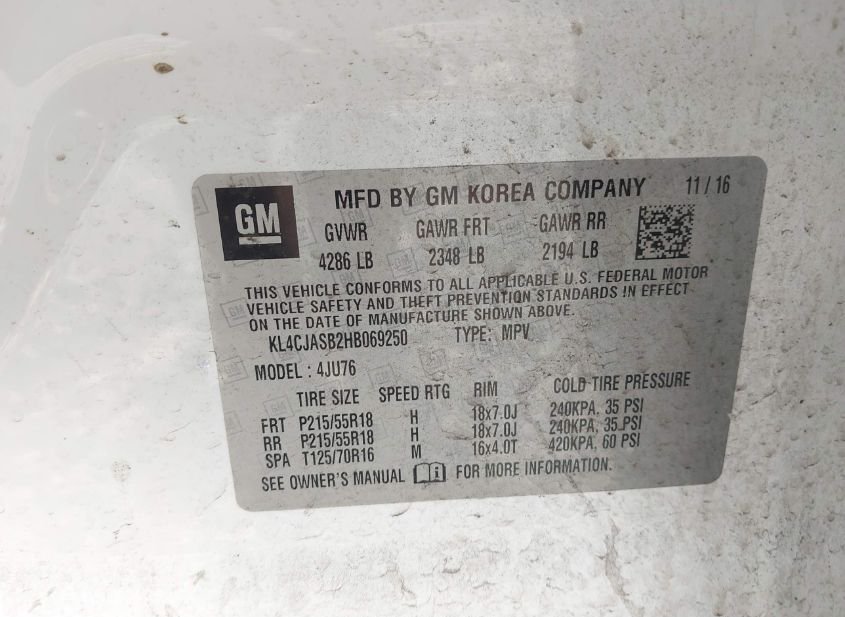 GM
MFD BY GM KOREA COMPANY 11 / 16
GVWR GAWR FRT GAWR RR
4286 LB 2348 LB 2194 LB
THIS VEHICLE CONFORMS TO ALL APPLICABLE U.S. FEDERAL MOTOR
VEHICLE SAFETY AND THEFT PREVENTION STANDARDS IN EFFECT
ON THE DATE OF MANUFACTURE SHOWN ABOVE.
KL4CJASB2HB069250 TYPE: MPV
MODEL : 4JU76
TIRE SIZE SPEED RTG RIM COLD TIRE PRESSURE
FRT P215/55R18 H 18x7.0J 240KPA, 35 PSI
RR P215/55R18 H 18x7.0J 240KPA, 35 PSI
SPA T125/70R16 M 16x4.0T 420KPA, 60 PSI
SEE OWNER'S MANUAL i FOR MORE INFORMATION.